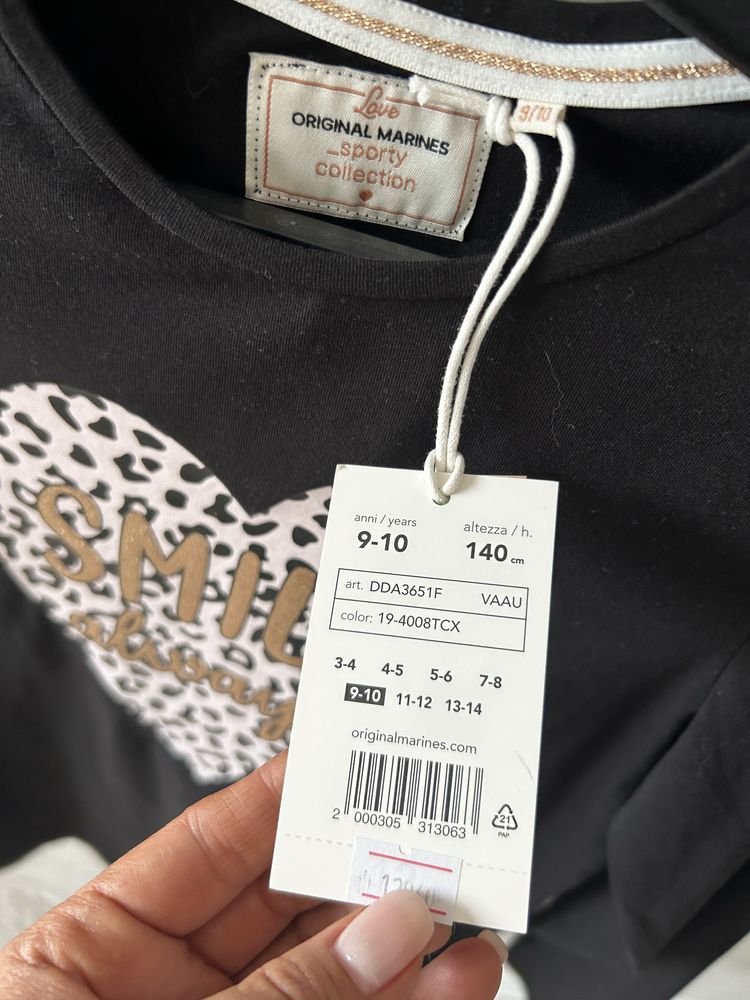 Love
ORIGINAL MARINES
_sporty
collection
9/10
SMIL
always
anni / years
altezza / h.
9-10
140 cm
art. DDA3651F VAAU
color: 19-4008TCX
3-4 4-5 5-6 7-8
9-10 11-12 13-14
originalmarines.com
2 000305 313063
21
PAP